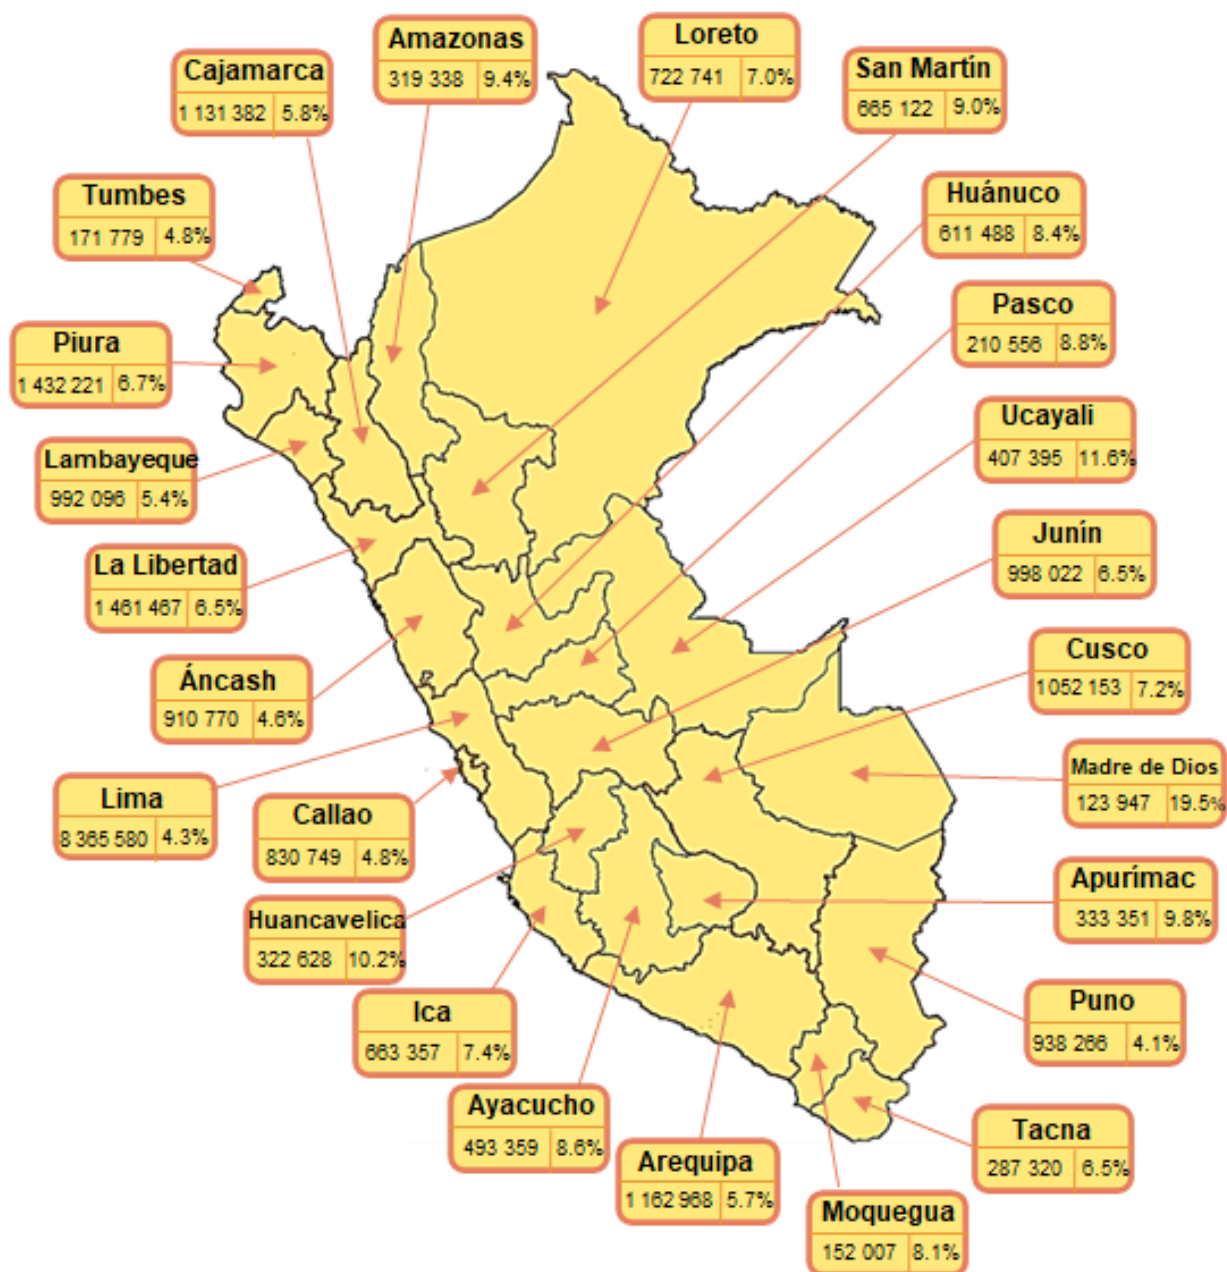 Amazonas
319 338 9.4%
Loreto
722 741 7.0%
Cajamarca
1 131 382 5.8%
San Martín
665 122 9.0%
Tumbes
171 779 4.8%
Huánuco
611 488 8.4%
Piura
1 432 221 6.7%
Pasco
210 556 8.8%
Lambayeque
992 096 5.4%
Ucayali
407 395 11.6%
La Libertad
1 461 467 6.5%
Junín
998 022 6.5%
Áncash
910 770 4.6%
Cusco
1 052 153 7.2%
Lima
8 365 580 4.3%
Callao
830 749 4.8%
Madre de Dios
123 947 19.5%
Huancavelica
322 628 10.2%
Apurímac
333 351 9.8%
Ica
663 357 7.4%
Puno
938 266 4.1%
Ayacucho
493 359 8.6%
Arequipa
1 162 968 5.7%
Tacna
287 320 6.5%
Moquegua
152 007 8.1%